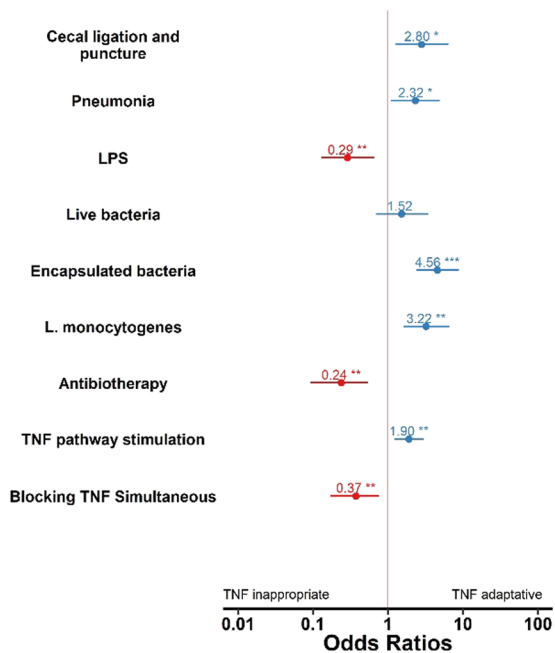 Cecal ligation and
puncture
2.80 *
Pneumonia
2.32 *
LPS
0.29 **
Live bacteria
1.52
Encapsulated bacteria
4.56 ***
L. monocytogenes
3.22 **
Antibiotherapy
0.24 **
TNF pathway stimulation
1.90 **
Blocking TNF Simultaneous
0.37 **
TNF inappropriate
TNF adaptative
0.01 0.1 1 10 100
Odds Ratios